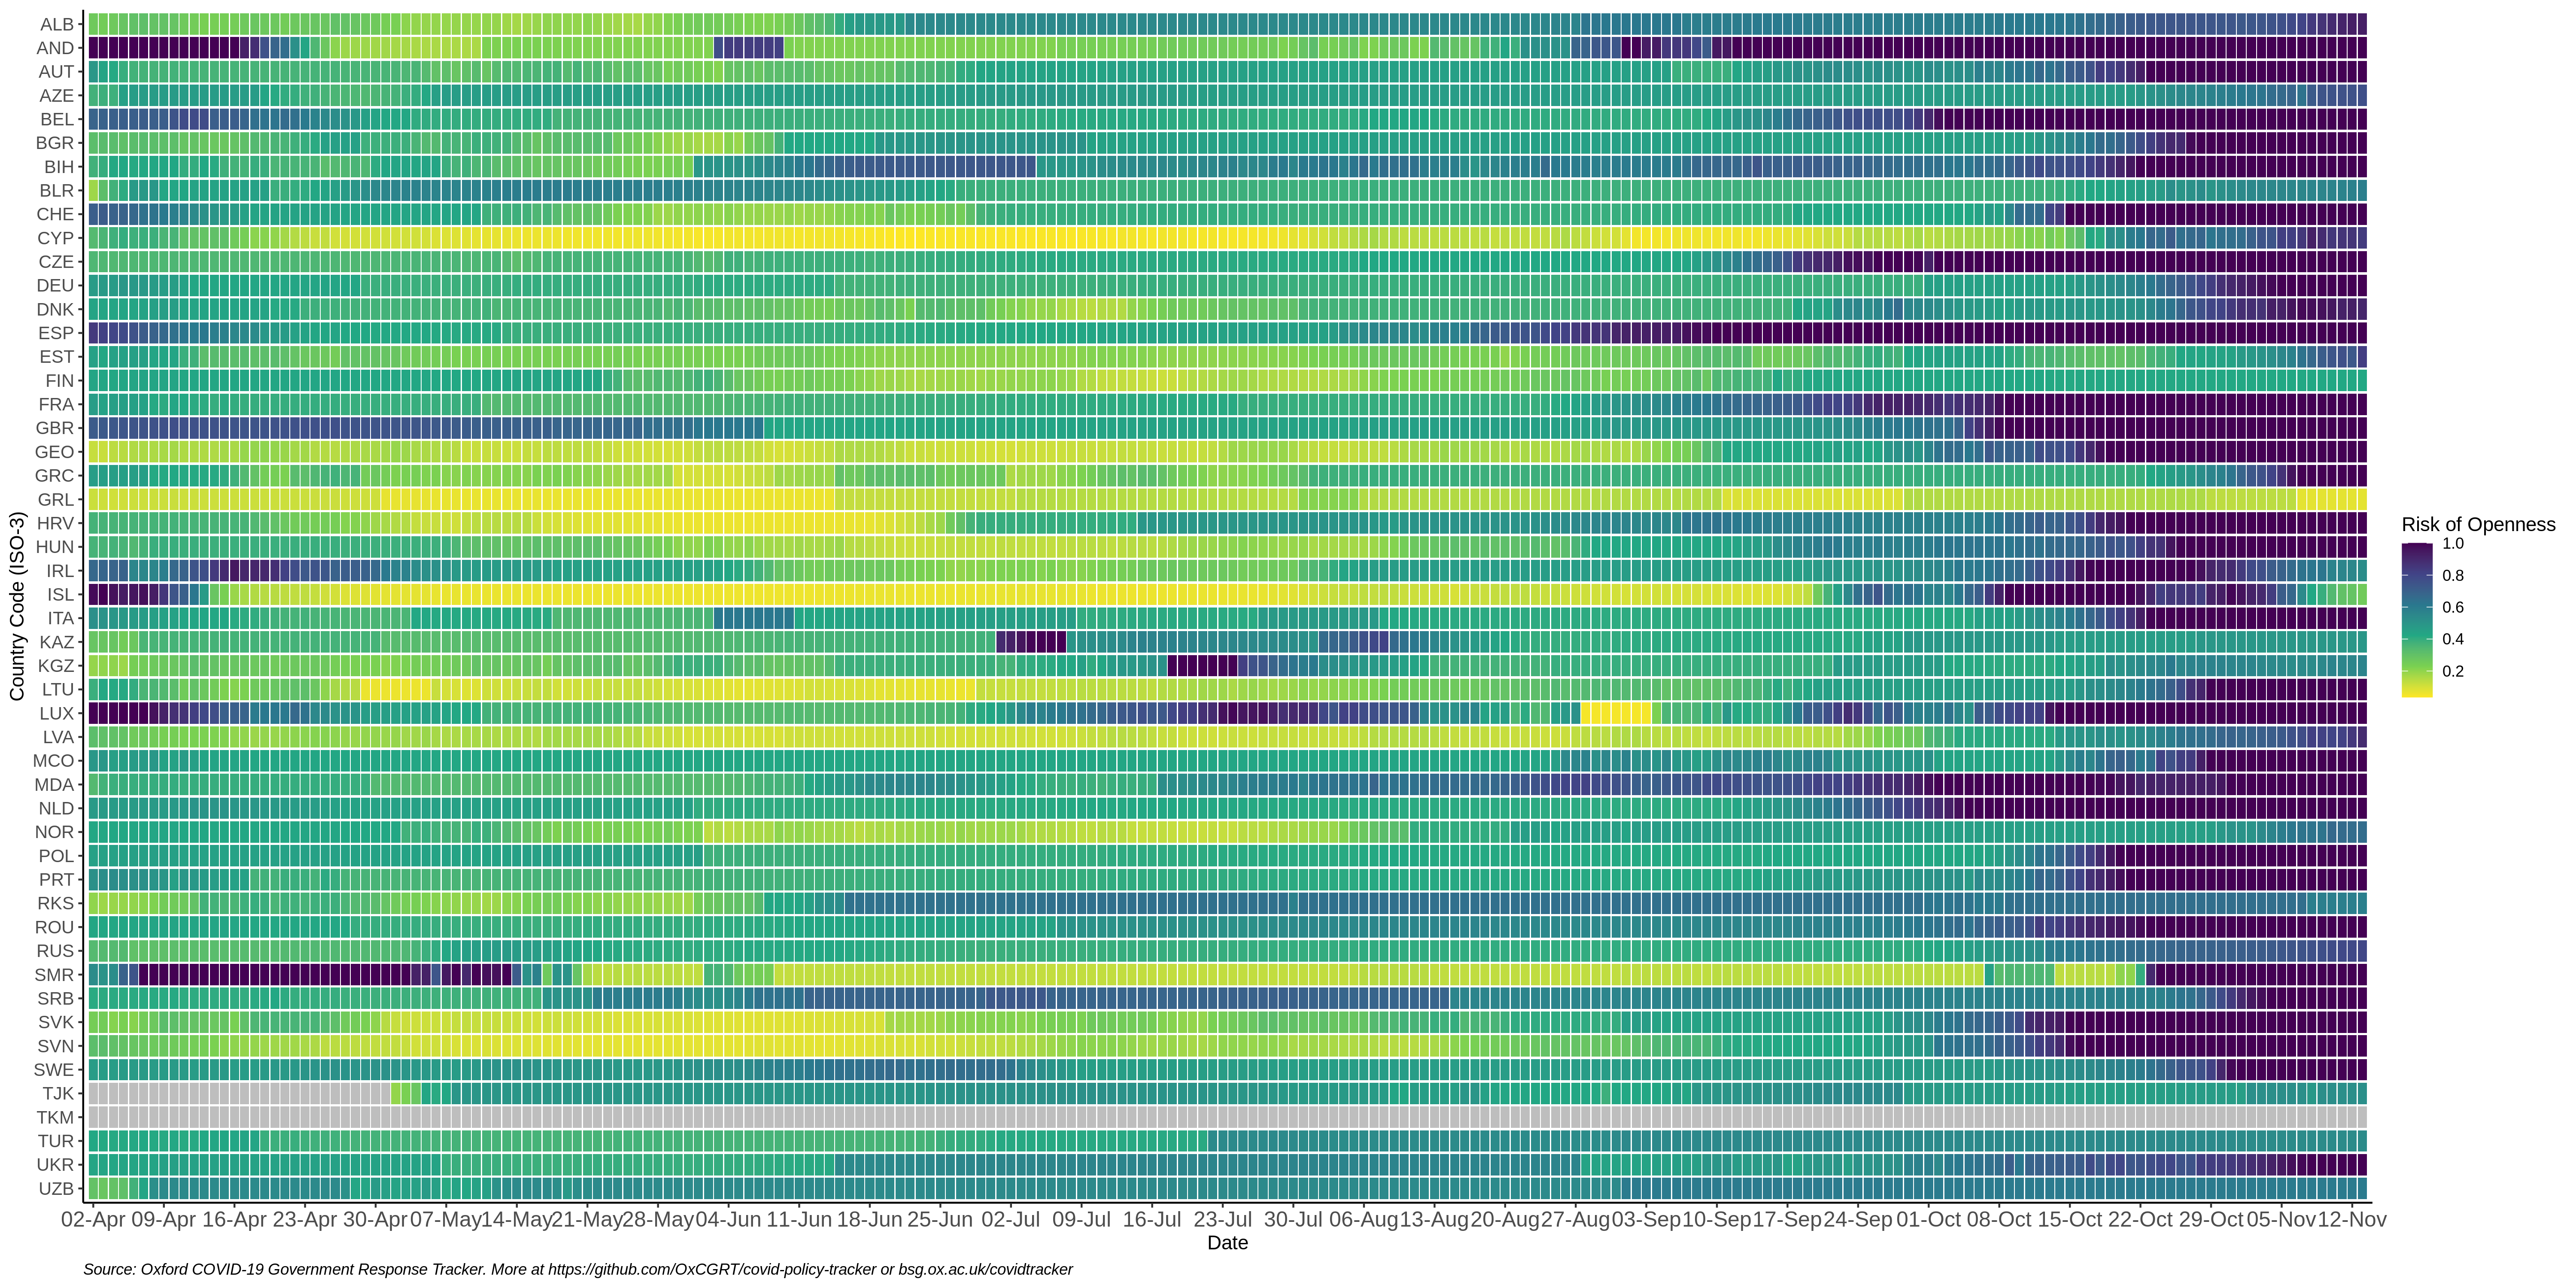 Country Code (ISO-3)
ALB
AND
AUT
AZE
BEL
BGR
BIH
BLR
CHE
CYP
CZE
DEU
DNK
ESP
EST
FIN
FRA
GBR
GEO
GRC
GRL
HRV
HUN
IRL
ISL
ITA
KAZ
KGZ
LTU
LUX
LVA
MCO
MDA
NLD
NOR
POL
PRT
RKS
ROU
RUS
SMR
SRB
SVK
SVN
SWE
TJK
TKM
TUR
UKR
UZB
02-Apr 09-Apr 16-Apr 23-Apr 30-Apr 07-May 14-May 21-May 28-May 04-Jun 11-Jun 18-Jun 25-Jun 02-Jul 09-Jul 16-Jul 23-Jul 30-Jul 06-Aug 13-Aug 20-Aug 27-Aug 03-Sep 10-Sep 17-Sep 24-Sep 01-Oct 08-Oct 15-Oct 22-Oct 29-Oct 05-Nov 12-Nov
Date
Risk of Openness
1.0
0.8
0.6
0.4
0.2
Source: Oxford COVID-19 Government Response Tracker. More at https://github.com/OxCGRT/covid-policy-tracker or bsg.ox.ac.uk/covidtracker